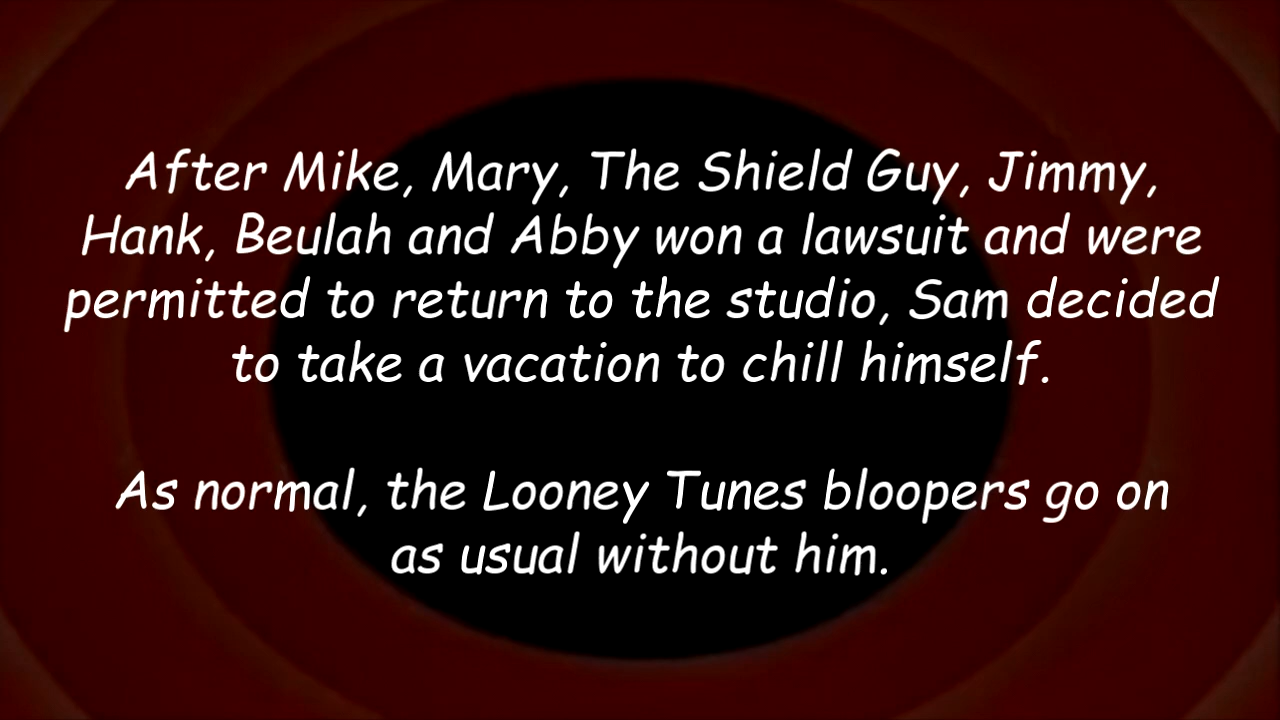 After Mike, Mary, The Shield Guy, Jimmy,
Hank, Beulah and Abby won a lawsuit and were
permitted to return to the studio, Sam decided
to take a vacation to chill himself.
As normal, the Looney Tunes bloopers go on
as usual without him.